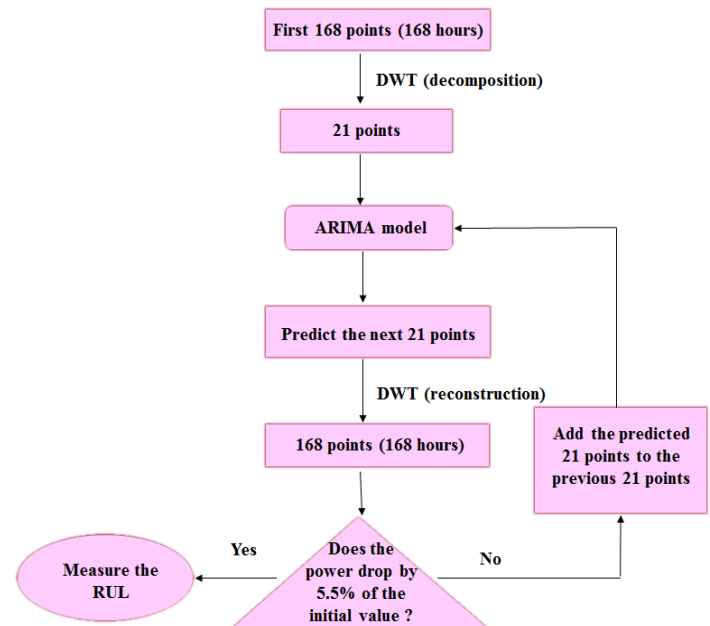 First 168 points (168 hours)
DWT (decomposition)
21 points
ARIMA model
Predict the next 21 points
DWT (reconstruction)
168 points (168 hours)
Add the predicted
21 points to the
previous 21 points
Does the
power drop by
5.5% of the
initial value ?
Yes
No
Measure the
RUL